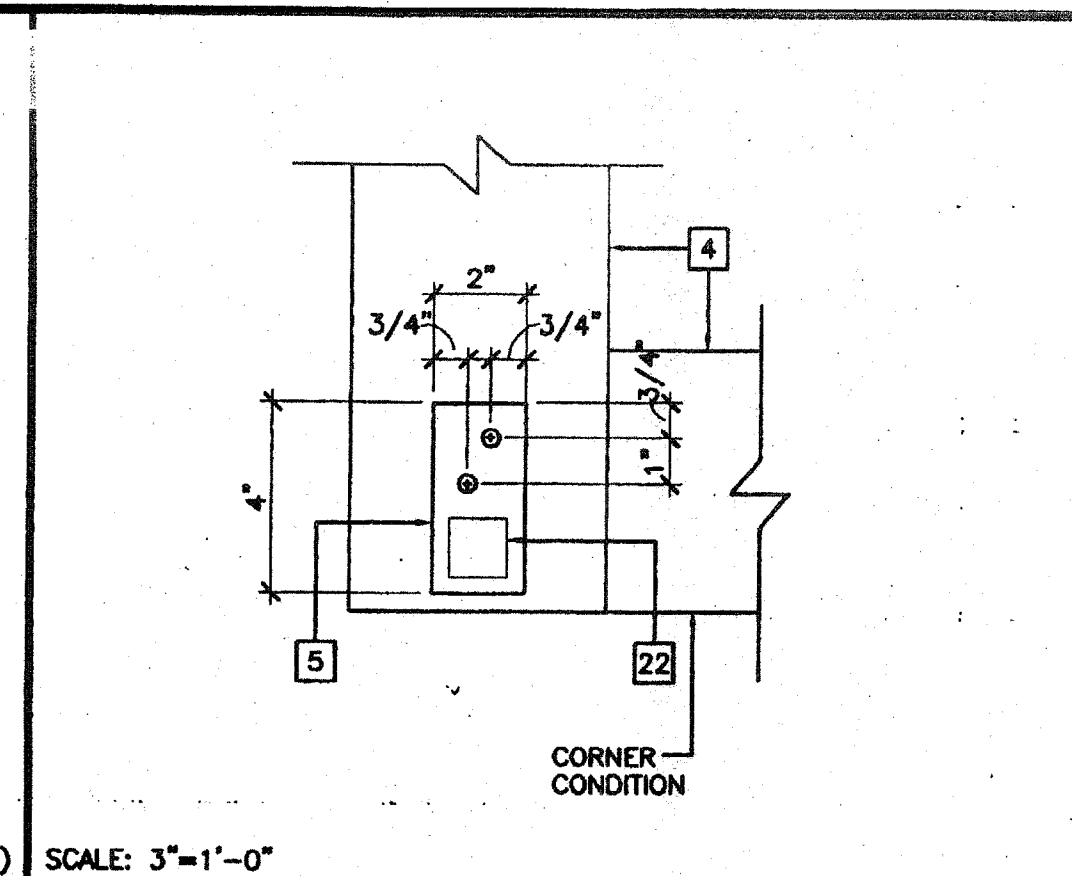 4
2"
3/4" 3/4"
3/4"
1"
4"
5
22
CORNER
CONDITION
) SCALE: 3"=1'-0"